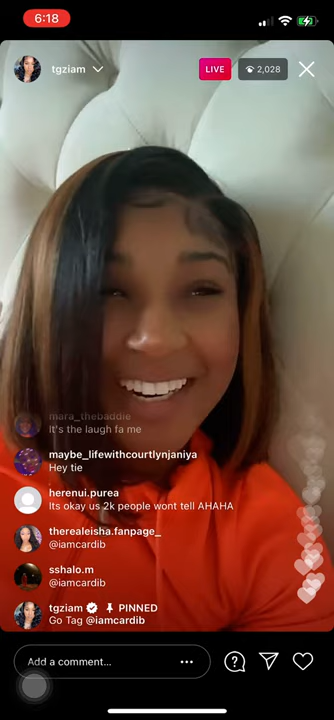 6:18
tgziam
LIVE
2,028
mara_thebaddie
It's the laugh fa me
maybe_lifewithcourtlynjaniya
Hey tie
herenui.purea
Its okay us 2k people wont tell AHAHA
therealeisha.fanpage_
@iamcardib
sshalo.m
@iamcardib
tgziam PINNED
Go Tag @iamcardib
Add a comment...